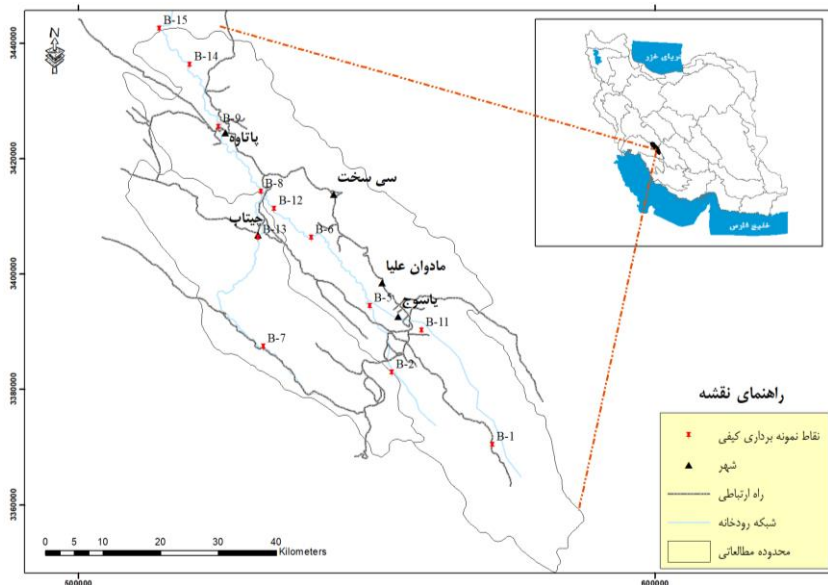 B-15
3440000
N
B-14
B-9
پاتاوه
3420000
B-8
سی سخت
B-12
جیتاب
B-13
B-6
مادوان علیا
3400000
B-5
یاسوج
B-11
B-7
B-2
3380000
B-1
3360000
0 5 10 20 30 40
Kilometers
500000
600000
دریای خزر
خلیج فارس
راهنمای نقشه
نقاط نمونه برداری کیفی
شهر
راه ارتباطی
شبکه رودخانه
محدوده مطالعاتی